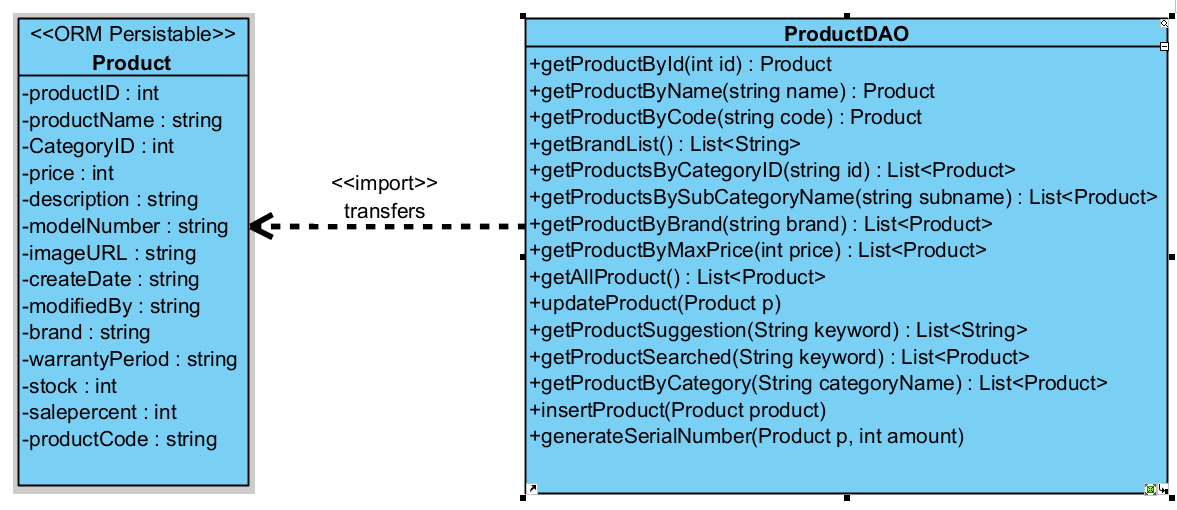 <<ORM Persistable>>
Product
-productID : int
-productName : string
-CategoryID : int
-price : int
-description : string
-modelNumber : string
-imageURL : string
-createDate : string
-modifiedBy : string
-brand : string
-warrantyPeriod : string
-stock : int
-salepercent : int
-productCode : string
<<import>>
transfers
ProductDAO
+getProductById(int id) : Product
+getProductByName(string name) : Product
+getProductByCode(string code) : Product
+getBrandList() : List<String>
+getProductsByCategoryID(string id) : List<Product>
+getProductsBySubCategoryName(string subname) : List<Product>
+getProductByBrand(string brand) : List<Product>
+getProductByMaxPrice(int price) : List<Product>
+getAllProduct() : List<Product>
+updateProduct(Product p)
+getProductSuggestion(String keyword) : List<String>
+getProductSearched(String keyword) : List<Product>
+getProductByCategory(String categoryName) : List<Product>
+insertProduct(Product product)
+generateSerialNumber(Product p, int amount)